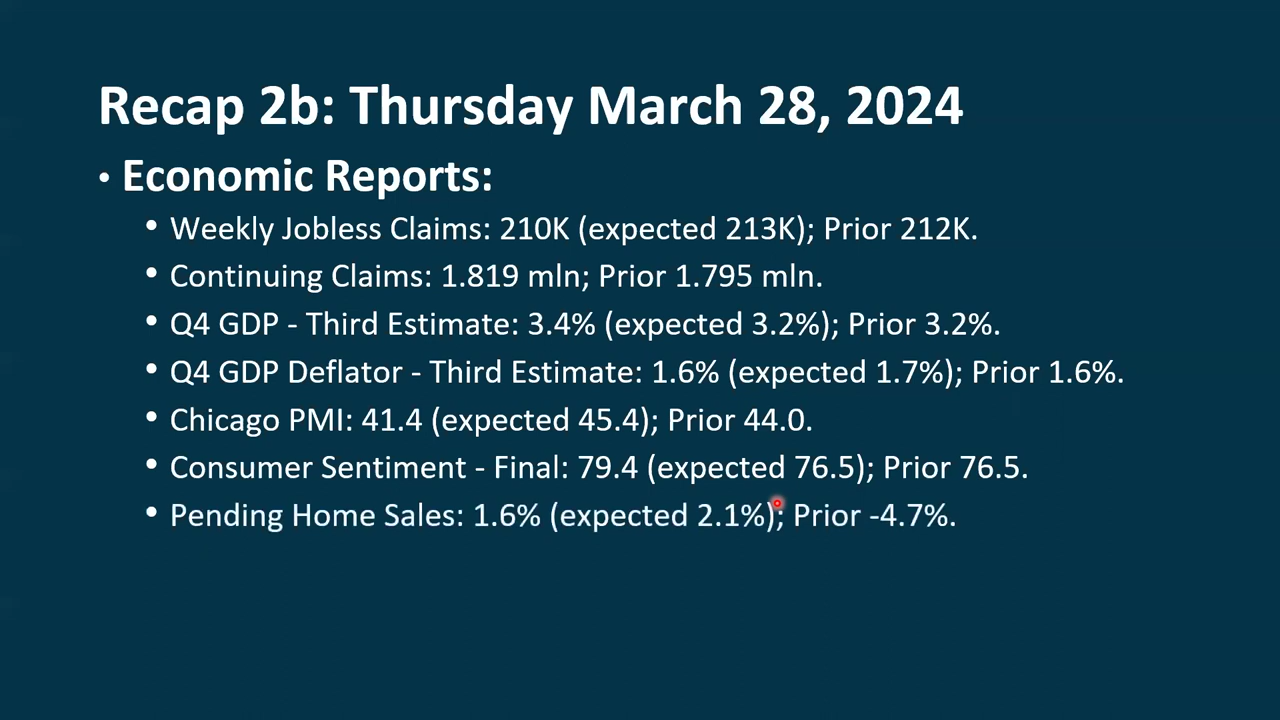 Recap 2b: Thursday March 28, 2024
• Economic Reports:
• Weekly Jobless Claims: 210K (expected 213K); Prior 212K.
• Continuing Claims: 1.819 mln; Prior 1.795 mln.
• Q4 GDP - Third Estimate: 3.4% (expected 3.2%); Prior 3.2%.
• Q4 GDP Deflator - Third Estimate: 1.6% (expected 1.7%); Prior 1.6%.
• Chicago PMI: 41.4 (expected 45.4); Prior 44.0.
• Consumer Sentiment - Final: 79.4 (expected 76.5); Prior 76.5.
• Pending Home Sales: 1.6% (expected 2.1%); Prior -4.7%.